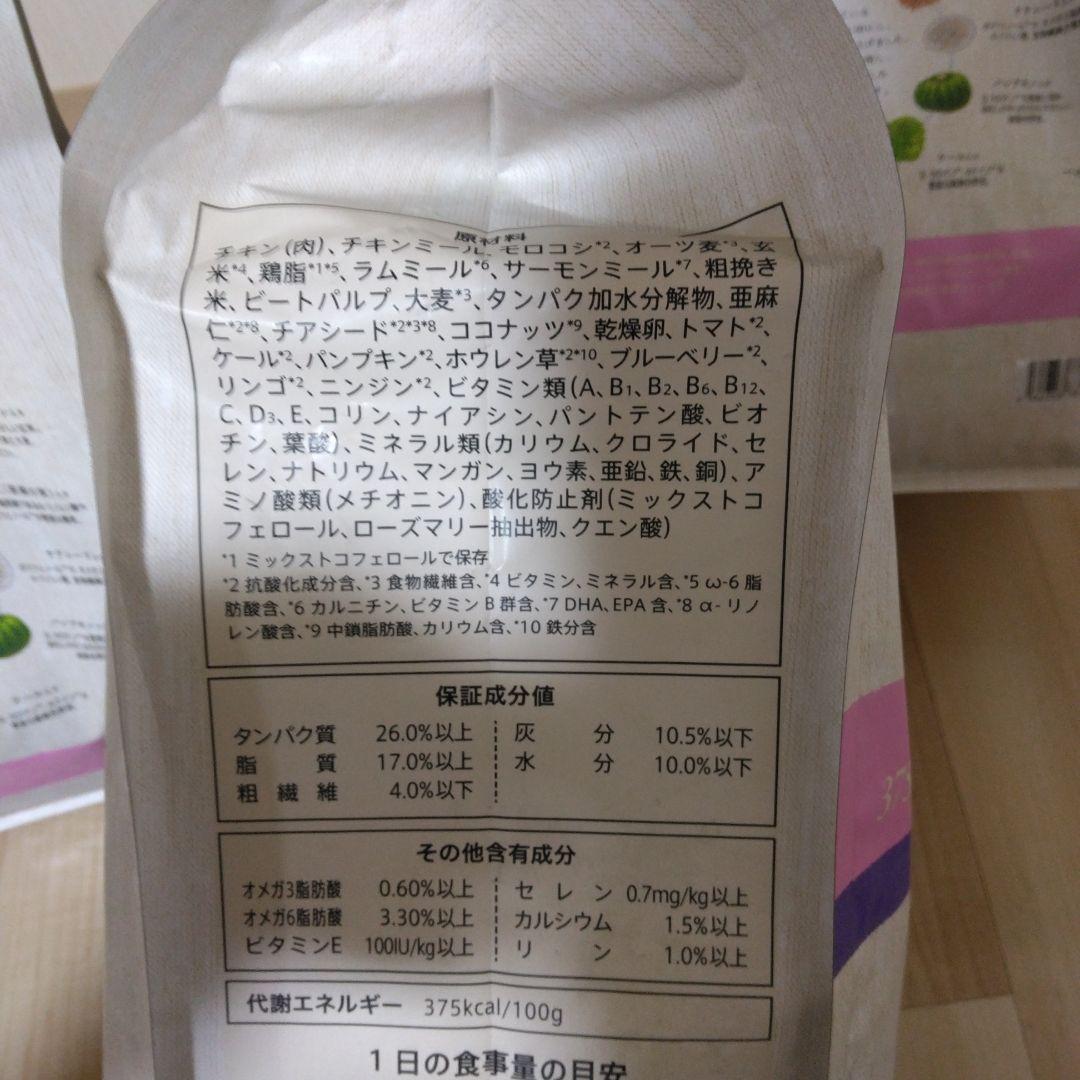 原材料
チキン(肉)、チキンミール、モロコシ*2、オーツ麦*3、玄
米*4、鶏脂*1*5、ラムミール*6、サーモンミール*7、粗挽き
米、ビートパルプ、大麦*3、タンパク加水分解物、亜麻
仁*2*8、チアシード*2*3*8、ココナッツ*9、乾燥卵、トマト*2、
ケール*2、パンプキン*2、ホウレン草*2*10、ブルーベリー*2、
リンゴ*2、ニンジン*2、ビタミン類(A、B1、B2、B6、B12、
C、D3、E、コリン、ナイアシン、パントテン酸、ビオ
チン、葉酸)、ミネラル類(カリウム、クロライド、セ
レン、ナトリウム、マンガン、ヨウ素、亜鉛、鉄、銅)、ア
ミノ酸類(メチオニン)、酸化防止剤(ミックストコ
フェロール、ローズマリー抽出物、クエン酸)
*1 ミックストコフェロールで保存
*2 抗酸化成分含、*3 食物繊維含、*4 ビタミン、ミネラル含、*5 ω-6 脂
肪酸含、*6 カルニチン、ビタミン B 群含、*7 DHA、EPA 含、*8 α-リノ
レン酸含、*9 中鎖脂肪酸、カリウム含、*10 鉄分含
保証成分値
タンパク質 26.0%以上 灰分 10.5%以下
脂質 17.0%以上 水分 10.0%以下
粗繊維 4.0%以下
その他含有成分
オメガ3脂肪酸 0.60%以上 セレン 0.7mg/kg以上
オメガ6脂肪酸 3.30%以上 カルシウム 1.5%以上
ビタミンE 100IU/kg以上 リン 1.0%以上
代謝エネルギー 375kcal/100g
1日の食事量の目安